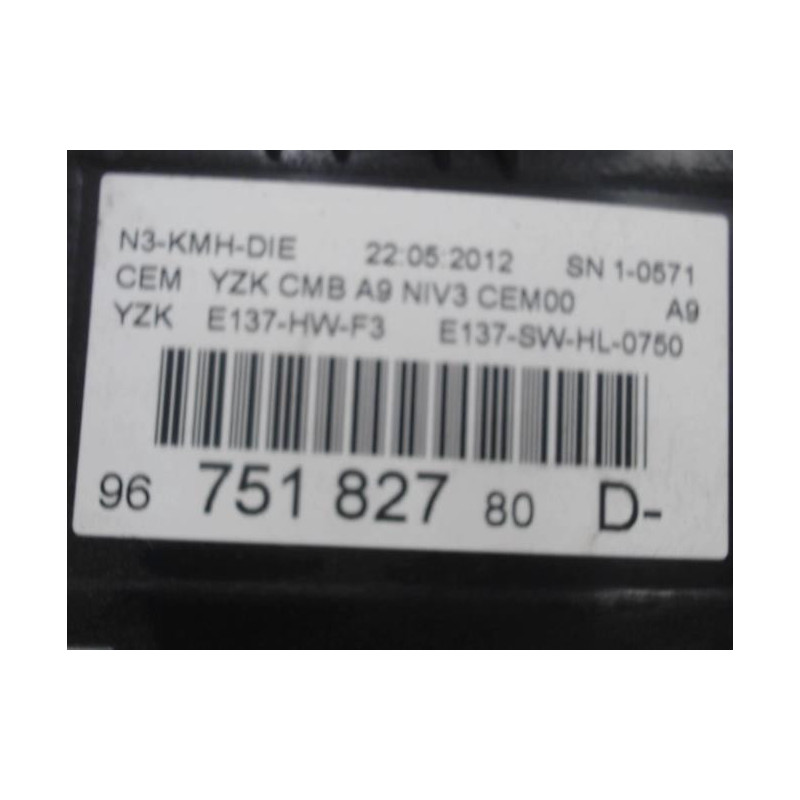 N3-KMH-DIE 22:05:2012 SN 1-0571
CEM YZK CMB A9 NIV3 CEM00 A9
YZK E137-HW-F3 E137-SW-HL-0750
96 751 827 80 D-